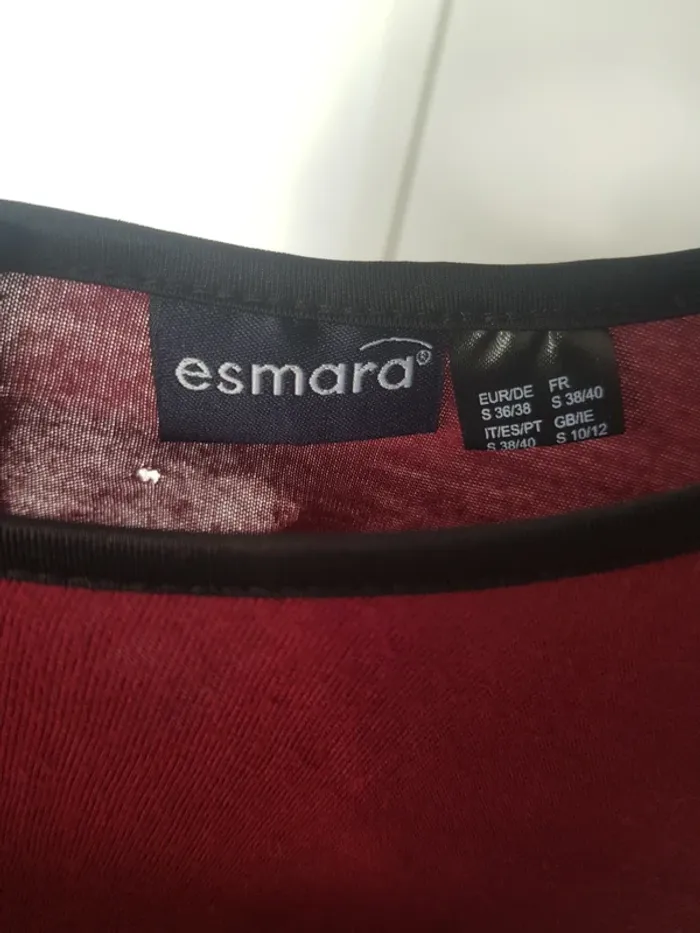 esmara®
EUR/DE FR
S 36/38 S 38/40
IT/ES/PT GB/IE
S 38/40 S 10/12